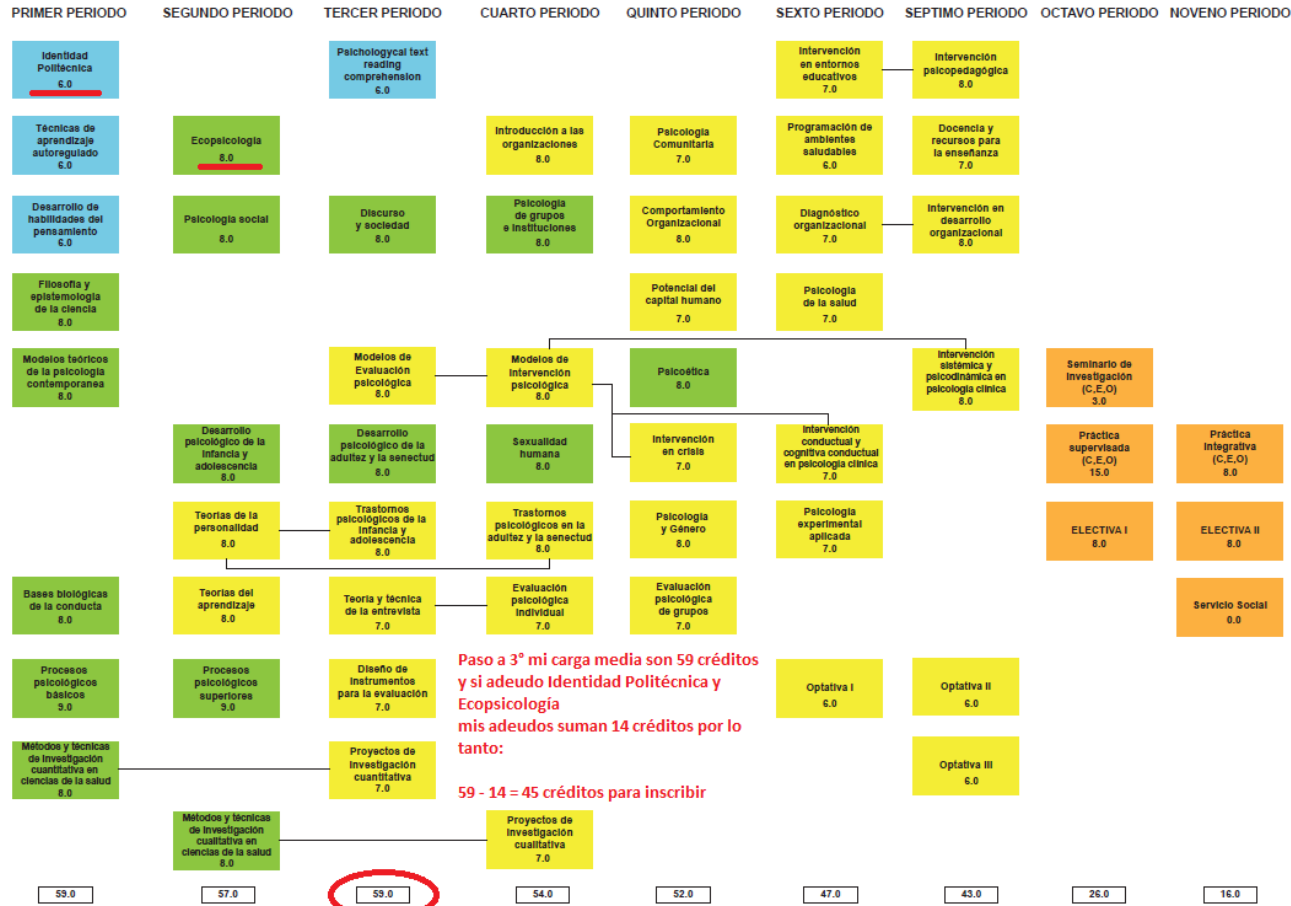 PRIMER PERIODO
SEGUNDO PERIODO
TERCER PERIODO
CUARTO PERIODO
QUINTO PERIODO
SEXTO PERIODO
SEPTIMO PERIODO
OCTAVO PERIODO
NOVENO PERIODO
Identidad
Politécnica
6.0
Psichologycal text
reading
comprehension
6.0
Intervención
en entornos
educativos
7.0
Intervención
psicopedagógica
8.0
Técnicas de
aprendizaje
autoregulado
6.0
Ecopsicología
8.0
Introducción a las
organizaciones
8.0
Psicología
Comunitaria
7.0
Programación de
ambientes
saludables
6.0
Docencia y
recursos para
la enseñanza
7.0
Desarrollo de
habilidades del
pensamiento
6.0
Psicología social
8.0
Discurso
y sociedad
8.0
Psicología
de grupos
e instituciones
8.0
Comportamiento
Organizacional
8.0
Diagnóstico
organizacional
7.0
Intervención en
desarrollo
organizacional
8.0
Filosofía y
epistemología
de la ciencia
8.0
Potencial del
capital humano
7.0
Psicología
de la salud
7.0
Modelos teóricos
de la psicología
contemporanea
8.0
Modelos de
Evaluación
psicológica
8.0
Modelos de
Intervención
psicológica
8.0
Psicoética
8.0
Intervención
sistémica y
psicodinámica en
psicología clínica
8.0
Seminario de
Investigación
(C,E,O)
3.0
Desarrollo
psicológico de la
infancia y
adolescencia
8.0
Desarrollo
psicológico de la
adultez y la senectud
8.0
Sexualidad
humana
8.0
Intervención
en crisis
7.0
Intervención
conductual y
cognitiva conductual
en psicología clínica
7.0
Práctica
supervisada
(C,E,O)
15.0
Práctica
Integrativa
(C,E,O)
8.0
Teorías de la
personalidad
8.0
Trastornos
psicológicos de la
infancia y
adolescencia
8.0
Trastornos
psicológicos en la
adultez y la senectud
8.0
Psicología
y Género
8.0
Psicología
experimental
aplicada
7.0
ELECTIVA I
8.0
ELECTIVA II
8.0
Bases biológicas
de la conducta
8.0
Teorías del
aprendizaje
8.0
Teoría y técnica
de la entrevista
7.0
Evaluación
psicológica
individual
7.0
Evaluación
psicológica
de grupos
7.0
Servicio Social
0.0
Procesos
psicológicos
básicos
9.0
Procesos
psicológicos
superiores
9.0
Diseño de
instrumentos
para la evaluación
7.0
Paso a 3° mi carga media son 59 créditos
y si adeudo Identidad Politécnica y
Ecopsicología
mis adeudos suman 14 créditos por lo
tanto:
59 - 14 = 45 créditos para inscribir
Optativa I
6.0
Optativa II
6.0
Métodos y técnicas
de investigación
cuantitativa en
ciencias de la salud
8.0
Proyectos de
investigación
cuantitativa
7.0
Optativa III
6.0
Métodos y técnicas
de investigación
cualitativa en
ciencias de la salud
8.0
Proyectos de
investigación
cualitativa
7.0
59.0
57.0
59.0
54.0
52.0
47.0
43.0
26.0
16.0